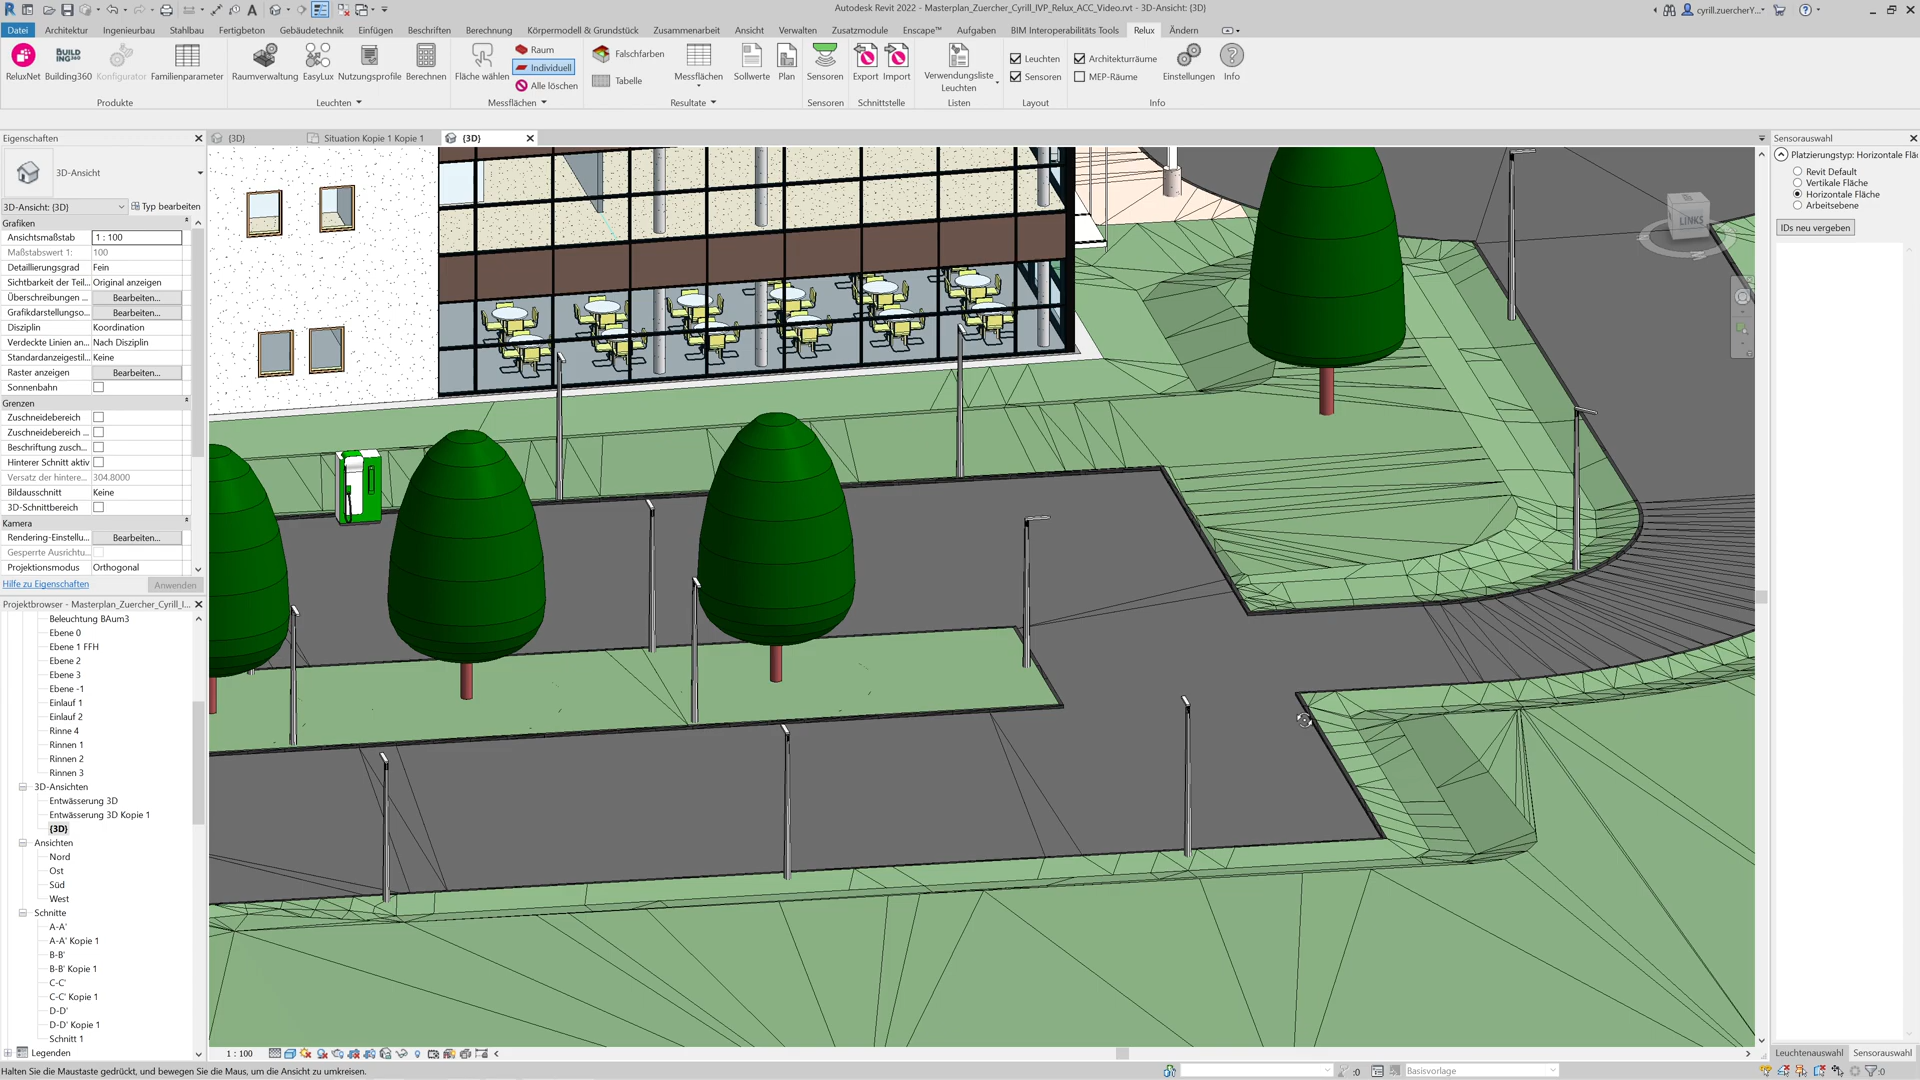 Autodesk Revit 2022 - Masterplan_Zuercher_Cyrill_IVP_Relux_ACC_Video.rvt - 3D-Ansicht: {3D}
cyrill.zuercherY...
Datei Architektur Ingenieurbau Stahlbau Fertigbeton Gebäudetechnik Einfügen Beschriften Berechnung Körpermodell & Grundstück Zusammenarbeit Ansicht Verwalten Zusatzmodule Enscape™ Aufgaben BIM Interoperabilitäts Tools Relux Ändern
ReluxNet Building360 Konfigurator Familienparameter
Produkte
Raumverwaltung EasyLux Nutzungsprofile Berechnen
Leuchten
Fläche wählen
Raum
Individuell
Alle löschen
Messflächen
Falschfarben
Tabelle
Messflächen
Sollwerte
Plan
Resultate
Sensoren
Sensoren
Export Import
Schnittstelle
Verwendungsliste
Leuchten
Listen
Leuchten
Sensoren
Layout
Architekturräume
MEP-Räume
Einstellungen
Info
Info
Eigenschaften
3D-Ansicht
3D-Ansicht: {3D}
Typ bearbeiten
Grafiken
Ansichtsmaßstab 1 : 100
Maßstabswert 1: 100
Detaillierungsgrad Fein
Sichtbarkeit der Teil... Original anzeigen
Überschreibungen ... Bearbeiten...
Grafikdarstellungso... Bearbeiten...
Disziplin Koordination
Verdeckte Linien an... Nach Disziplin
Standardanzeigestil... Keine
Raster anzeigen Bearbeiten...
Sonnenbahn
Grenzen
Zuschneidebereich
Zuschneidebereich ...
Beschriftung zusch...
Hinterer Schnitt aktiv
Versatz der hintere... 304.8000
Bildausschnitt Keine
3D-Schnittbereich
Kamera
Rendering-Einstellu... Bearbeiten...
Gesperrte Ausrichtu...
Projektionsmodus Orthogonal
Hilfe zu Eigenschaften
Anwenden
Projektbrowser - Masterplan_Zuercher_Cyrill_I...
Beleuchtung BAum3
Ebene 0
Ebene 1 FFH
Ebene 2
Ebene 3
Ebene -1
Einlauf 1
Einlauf 2
Rinne 4
Rinnen 1
Rinnen 2
Rinnen 3
3D-Ansichten
Entwässerung 3D
Entwässerung 3D Kopie 1
{3D}
Ansichten
Nord
Ost
Süd
West
Schnitte
A-A'
A-A' Kopie 1
B-B'
B-B' Kopie 1
C-C'
C-C' Kopie 1
D-D'
D-D' Kopie 1
Schnitt 1
Legenden
{3D}
Situation Kopie 1 Kopie 1
{3D}
LINKS
1 : 100
Sensorauswahl
Platzierungstyp: Horizontale Fläc
Revit Default
Vertikale Fläche
Horizontale Fläche
Arbeitsebene
IDs neu vergeben
Leuchtenauswahl Sensorauswahl
Halten Sie die Maustaste gedrückt, und bewegen Sie die Maus, um die Ansicht zu umkreisen.
:0
Basisvorlage
:0